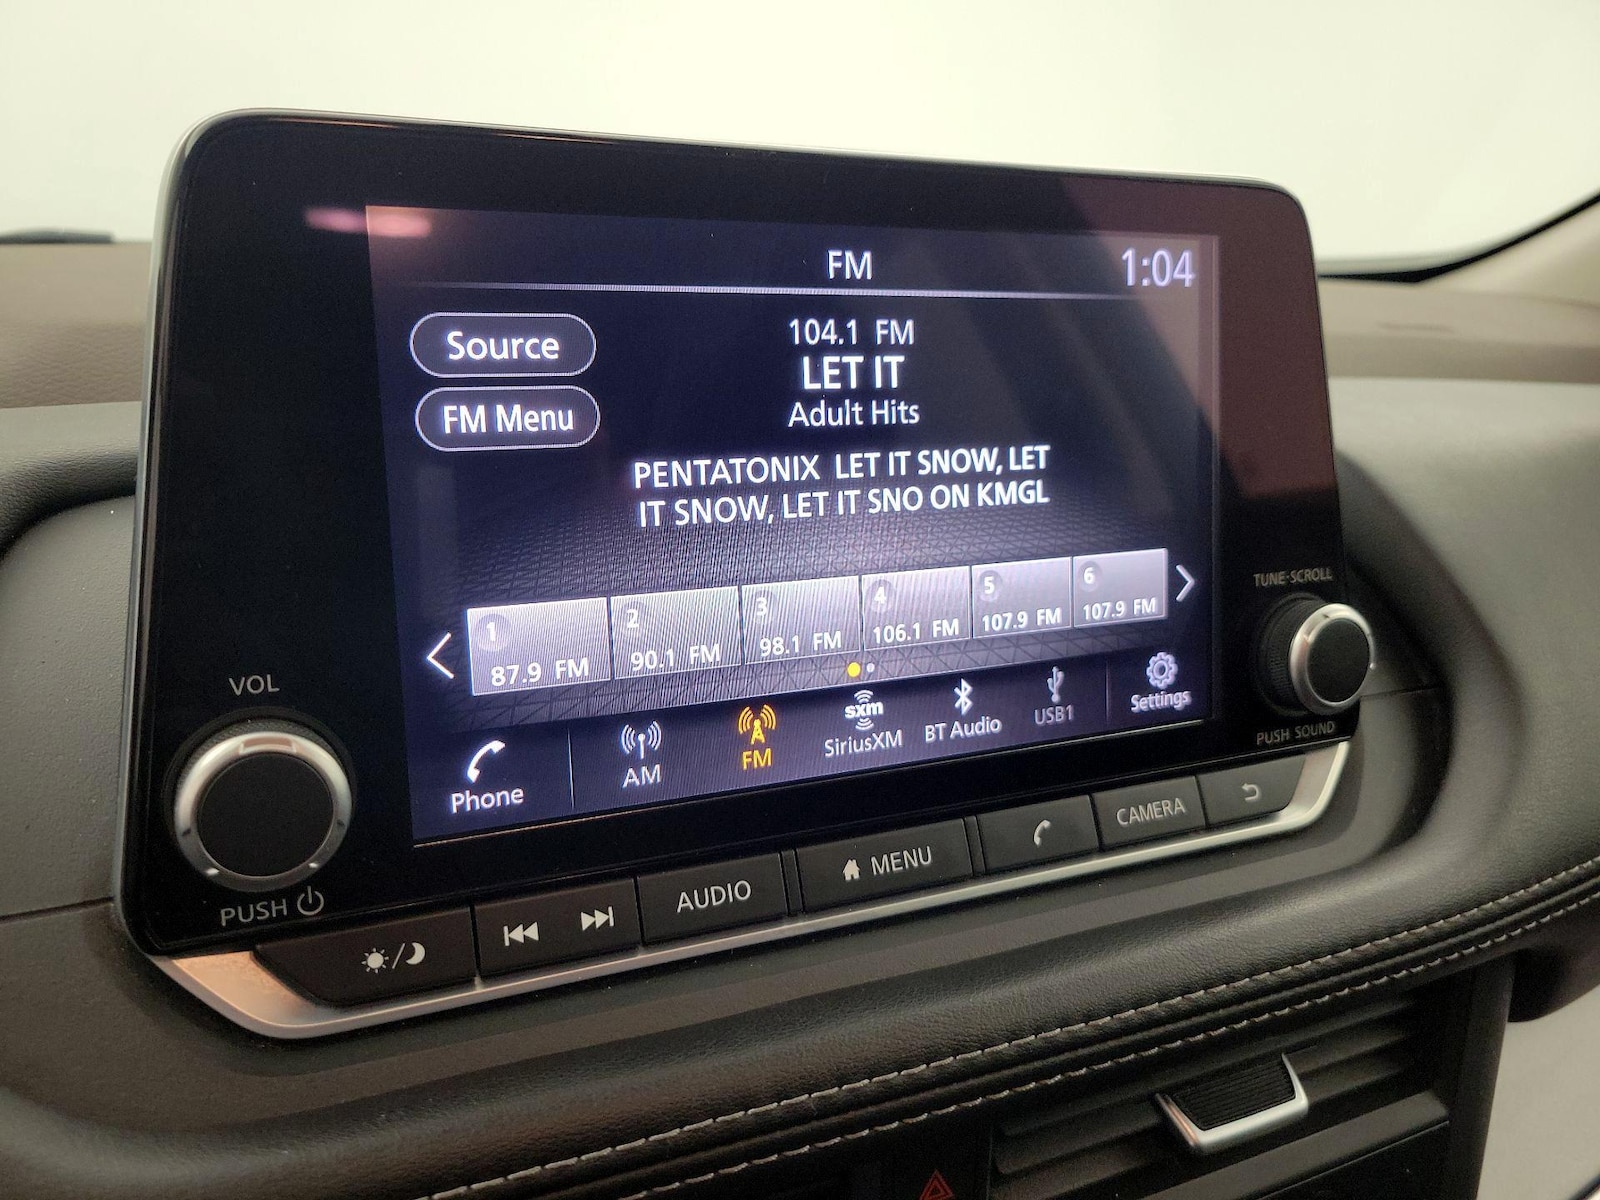 FM
1:04
Source
FM Menu
104.1 FM
LET IT
Adult Hits
PENTATONIX LET IT SNOW, LET
IT SNOW, LET IT SNO ON KMGL
1
87.9 FM
2
90.1 FM
3
98.1 FM
4
106.1 FM
5
107.9 FM
6
107.9 FM
Phone
AM
FM
sxm
SiriusXM
BT Audio
USB1
Settings
VOL
PUSH
TUNE·SCROLL
PUSH SOUND
AUDIO
MENU
CAMERA